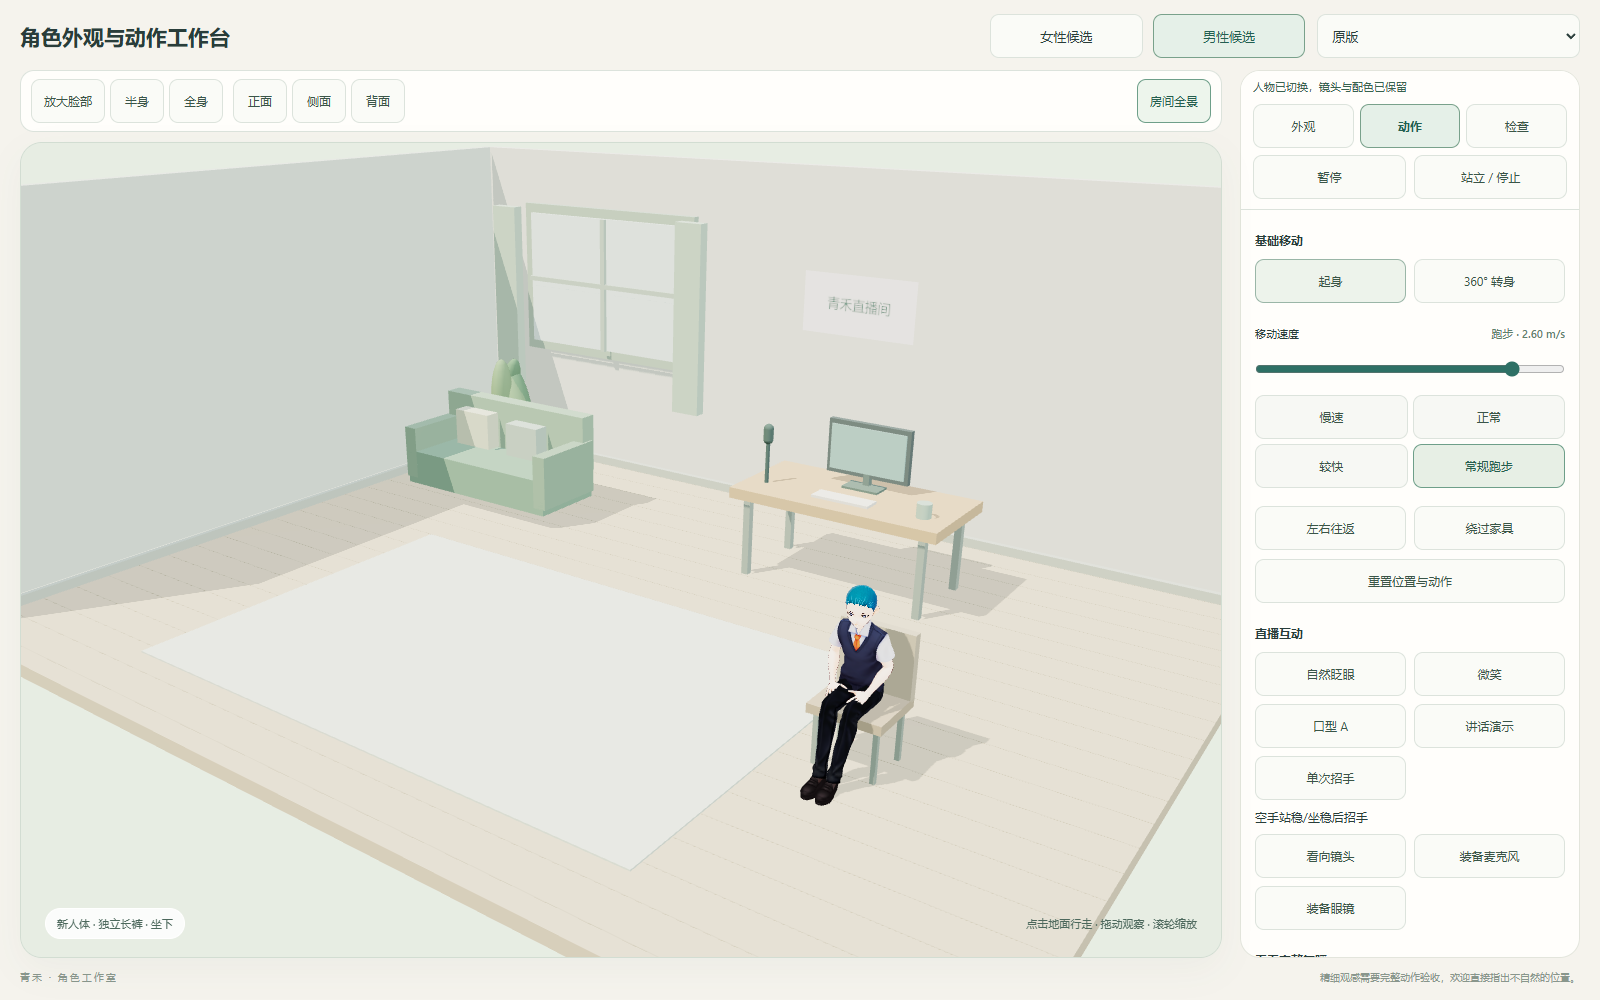 角色外观与动作工作台
女性候选
男性候选
原版
放大脸部
半身
全身
正面
侧面
背面
房间全景
人物已切换，镜头与配色已保留
外观
动作
检查
暂停
站立 / 停止
基础移动
起身
360° 转身
移动速度
跑步 · 2.60 m/s
慢速
正常
较快
常规跑步
左右往返
绕过家具
重置位置与动作
直播互动
自然眨眼
微笑
口型 A
讲话演示
单次招手
空手站稳/坐稳后招手
看向镜头
装备麦克风
装备眼镜
青禾直播间
新人体 · 独立长裤 · 坐下
点击地面行走 · 拖动观察 · 滚轮缩放
青禾 · 角色工作室
精细观感需要完整动作验收，欢迎直接指出不自然的位置。